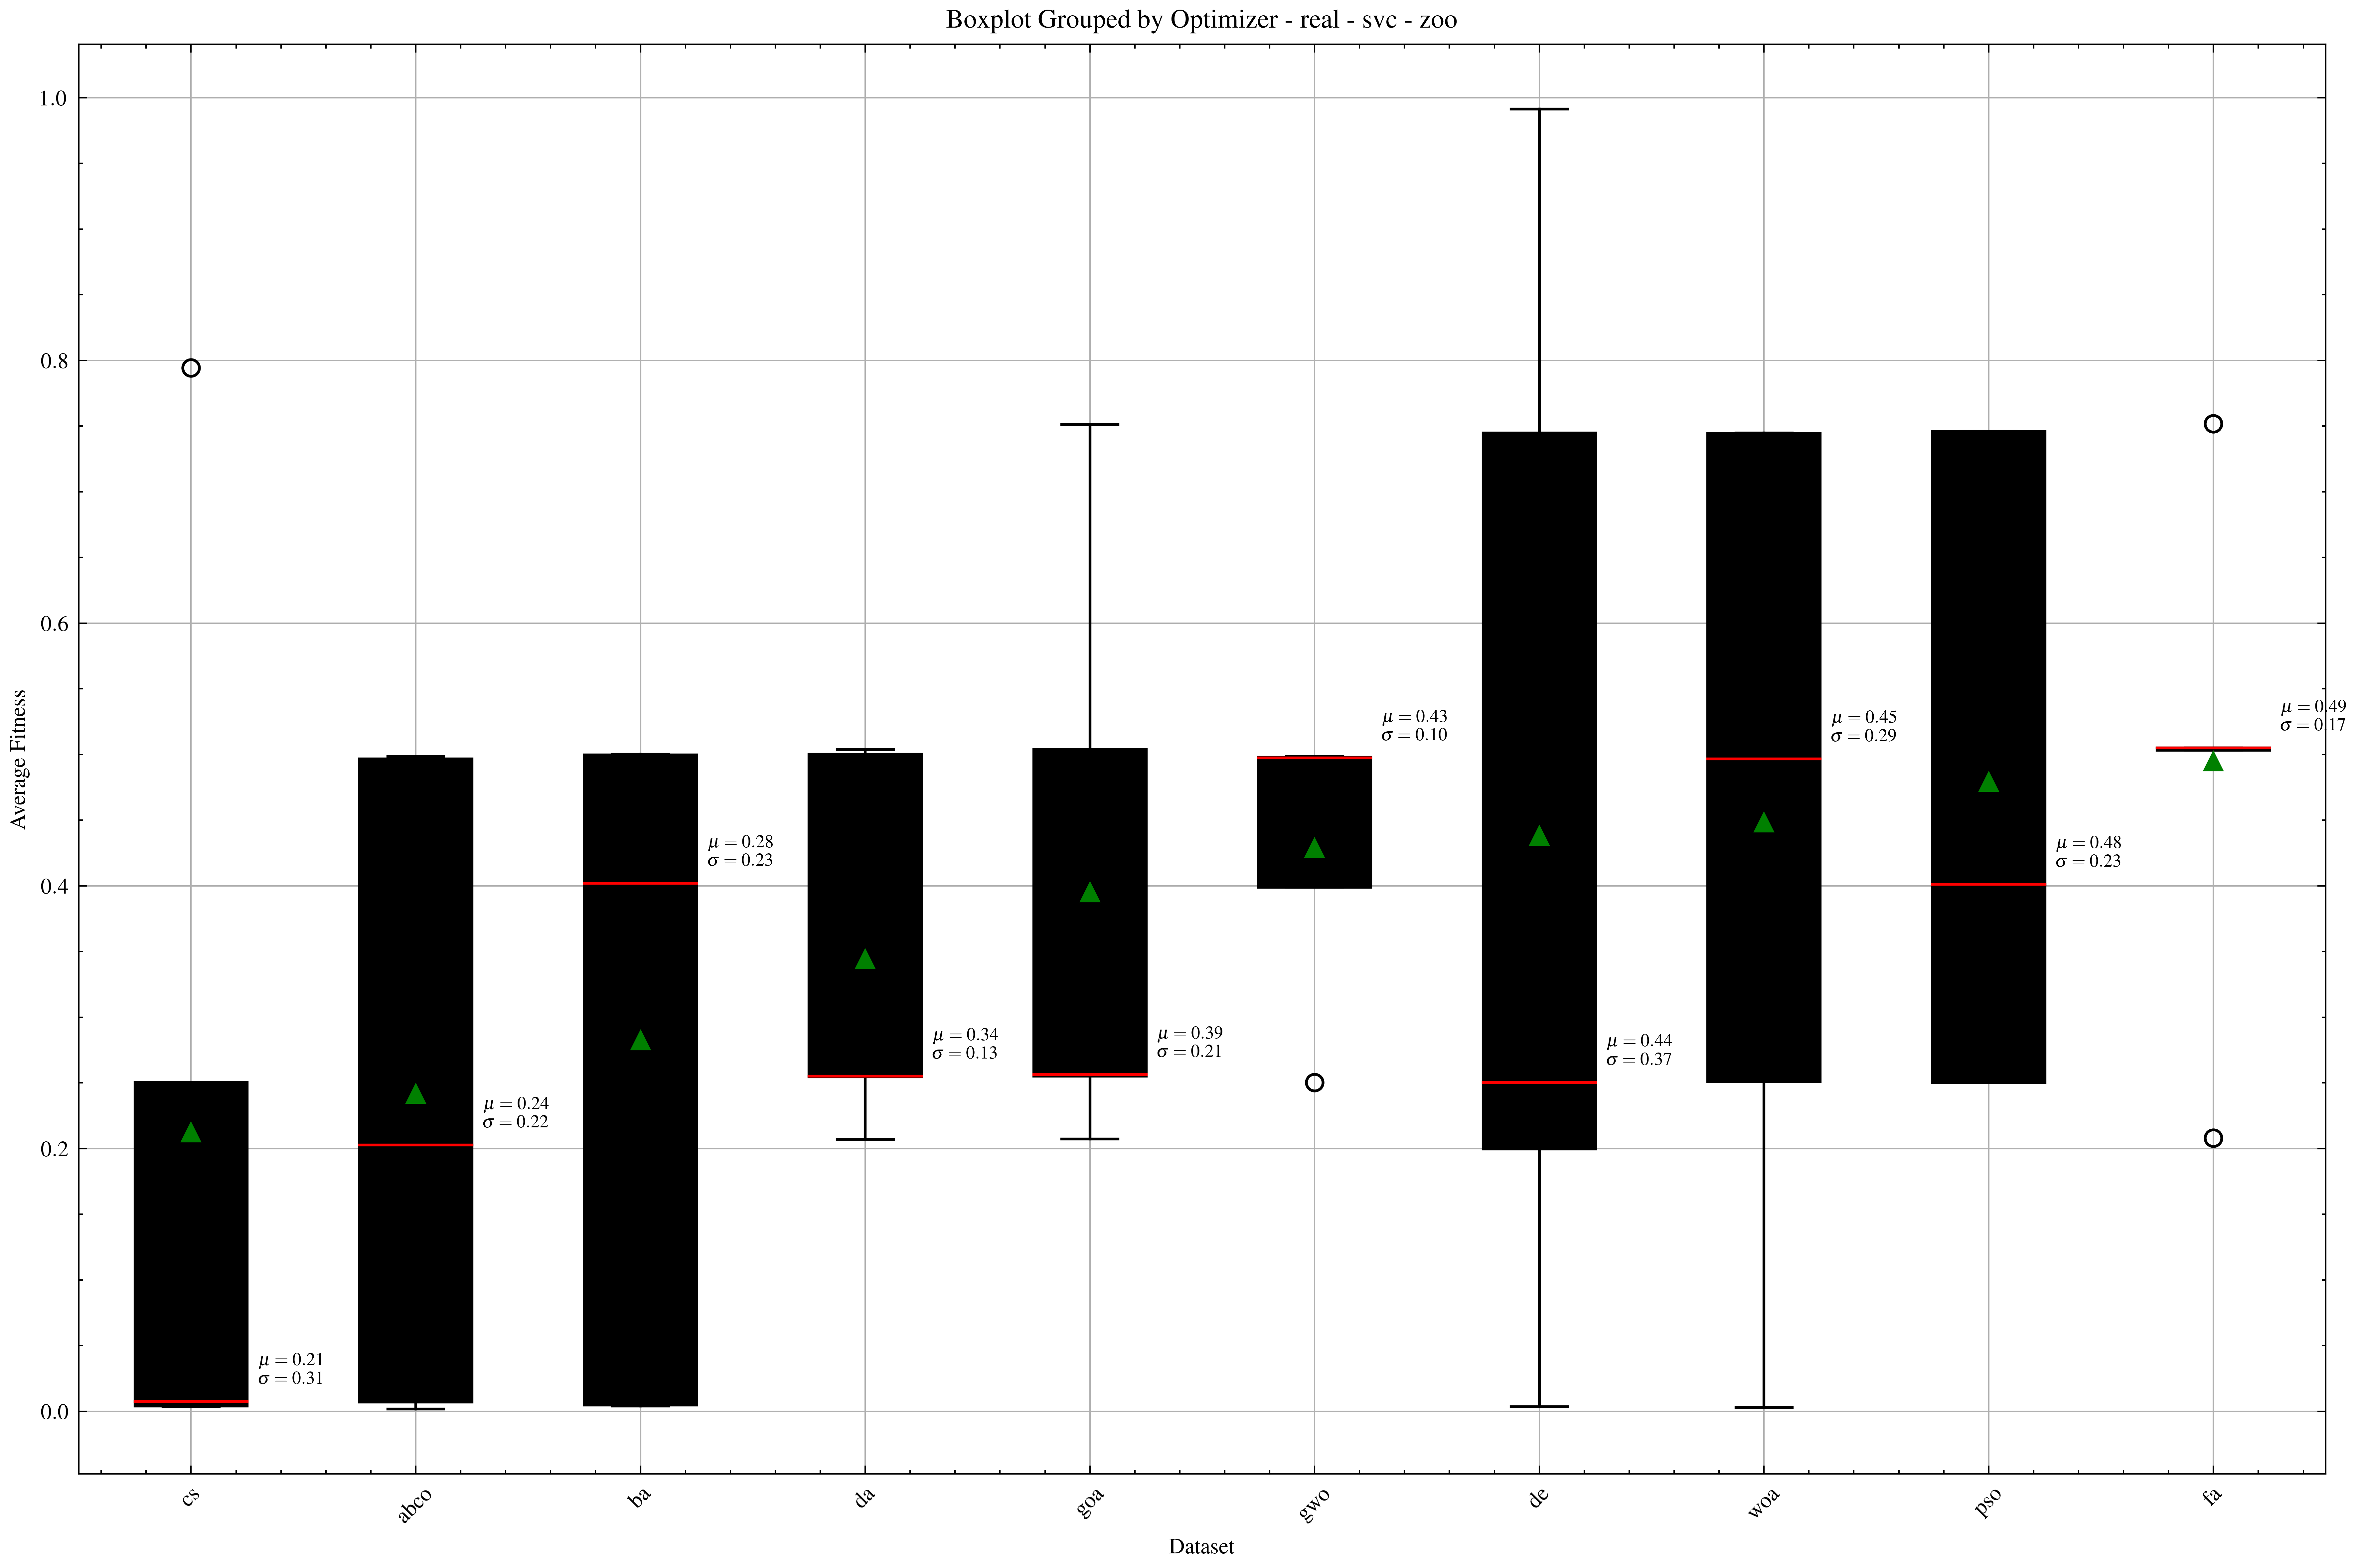 Boxplot Grouped by Optimizer - real - svc - zoo
Average Fitness
1.0
0.8
0.6
0.4
0.2
0.0
μ = 0.21
σ = 0.31
μ = 0.24
σ = 0.22
μ = 0.28
σ = 0.23
μ = 0.34
σ = 0.13
μ = 0.39
σ = 0.21
μ = 0.43
σ = 0.10
μ = 0.44
σ = 0.37
μ = 0.45
σ = 0.29
μ = 0.48
σ = 0.23
μ = 0.49
σ = 0.17
cs
abco
ba
da
goa
gwo
de
woa
pso
fa
Dataset